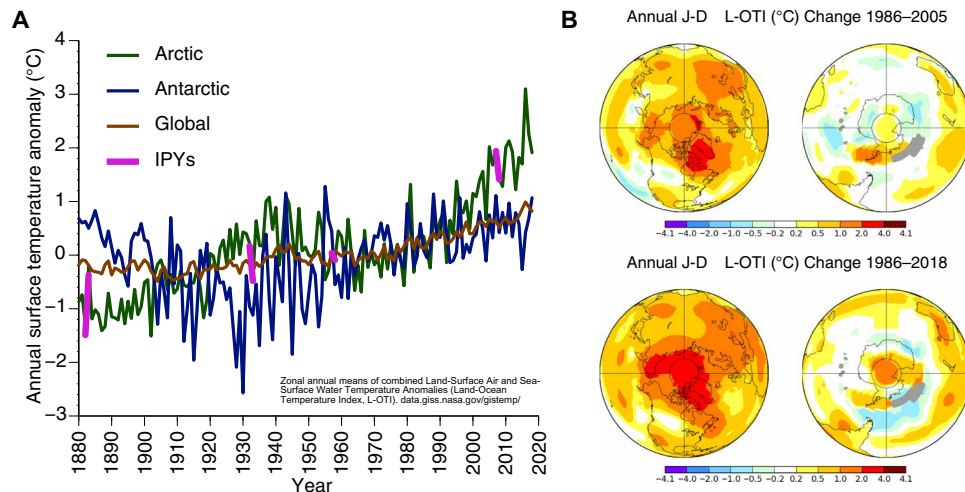 A
Annual surface temperature anomaly (°C)
4
3
2
1
0
−1
−2
−3
Arctic
Antarctic
Global
IPYs
Zonal annual means of combined Land-Surface Air and Sea-
Surface Water Temperature Anomalies (Land-Ocean
Temperature Index, L-OTI). data.giss.nasa.gov/gistemp/
1880
1890
1900
1910
1920
1930
1940
1950
1960
1970
1980
1990
2000
2010
2020
Year
B
Annual J-D L-OTI (°C) Change 1986–2005
−4.1 −4.0 −2.0 −1.0 −0.5 −0.2 0.2 0.5 1.0 2.0 4.0 4.1
Annual J-D L-OTI (°C) Change 1986–2018
−4.1 −4.0 −2.0 −1.0 −0.5 −0.2 0.2 0.5 1.0 2.0 4.0 4.1